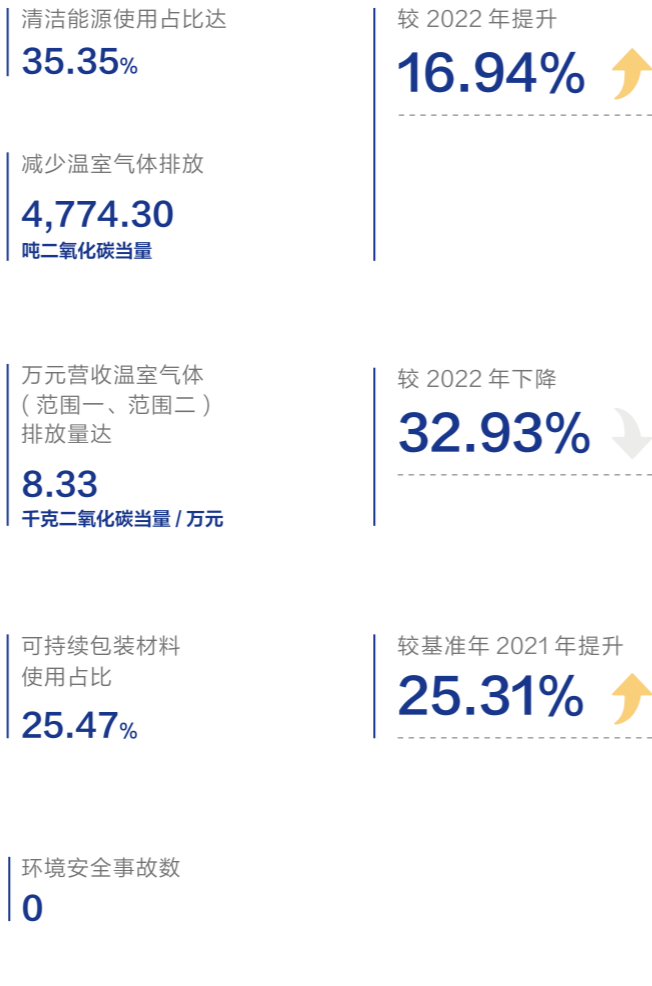 清洁能源使用占比达
35.35%
较 2022 年提升
16.94%
减少温室气体排放
4,774.30
吨二氧化碳当量
万元营收温室气体
( 范围一、范围二 )
排放量达
8.33
千克二氧化碳当量 / 万元
较 2022 年下降
32.93%
可持续包装材料
使用占比
25.47%
较基准年 2021 年提升
25.31%
环境安全事故数
0